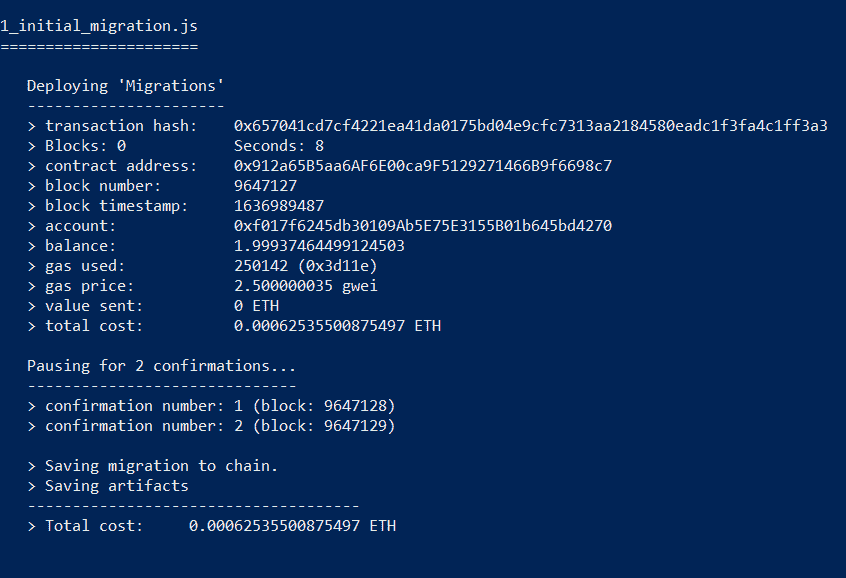 1_initial_migration.js
======================
Deploying 'Migrations'
----------------------
> transaction hash: 0x657041cd7cf4221ea41da0175bd04e9cfc7313aa2184580eadc1f3fa4c1ff3a3
> Blocks: 0 Seconds: 8
> contract address: 0x912a65B5aa6AF6E00ca9F5129271466B9f6698c7
> block number: 9647127
> block timestamp: 1636989487
> account: 0xf017f6245db30109Ab5E75E3155B01b645bd4270
> balance: 1.99937464499124503
> gas used: 250142 (0x3d11e)
> gas price: 2.500000035 gwei
> value sent: 0 ETH
> total cost: 0.00062535500875497 ETH
Pausing for 2 confirmations...
------------------------------
> confirmation number: 1 (block: 9647128)
> confirmation number: 2 (block: 9647129)
> Saving migration to chain.
> Saving artifacts
-------------------------------------
> Total cost: 0.00062535500875497 ETH